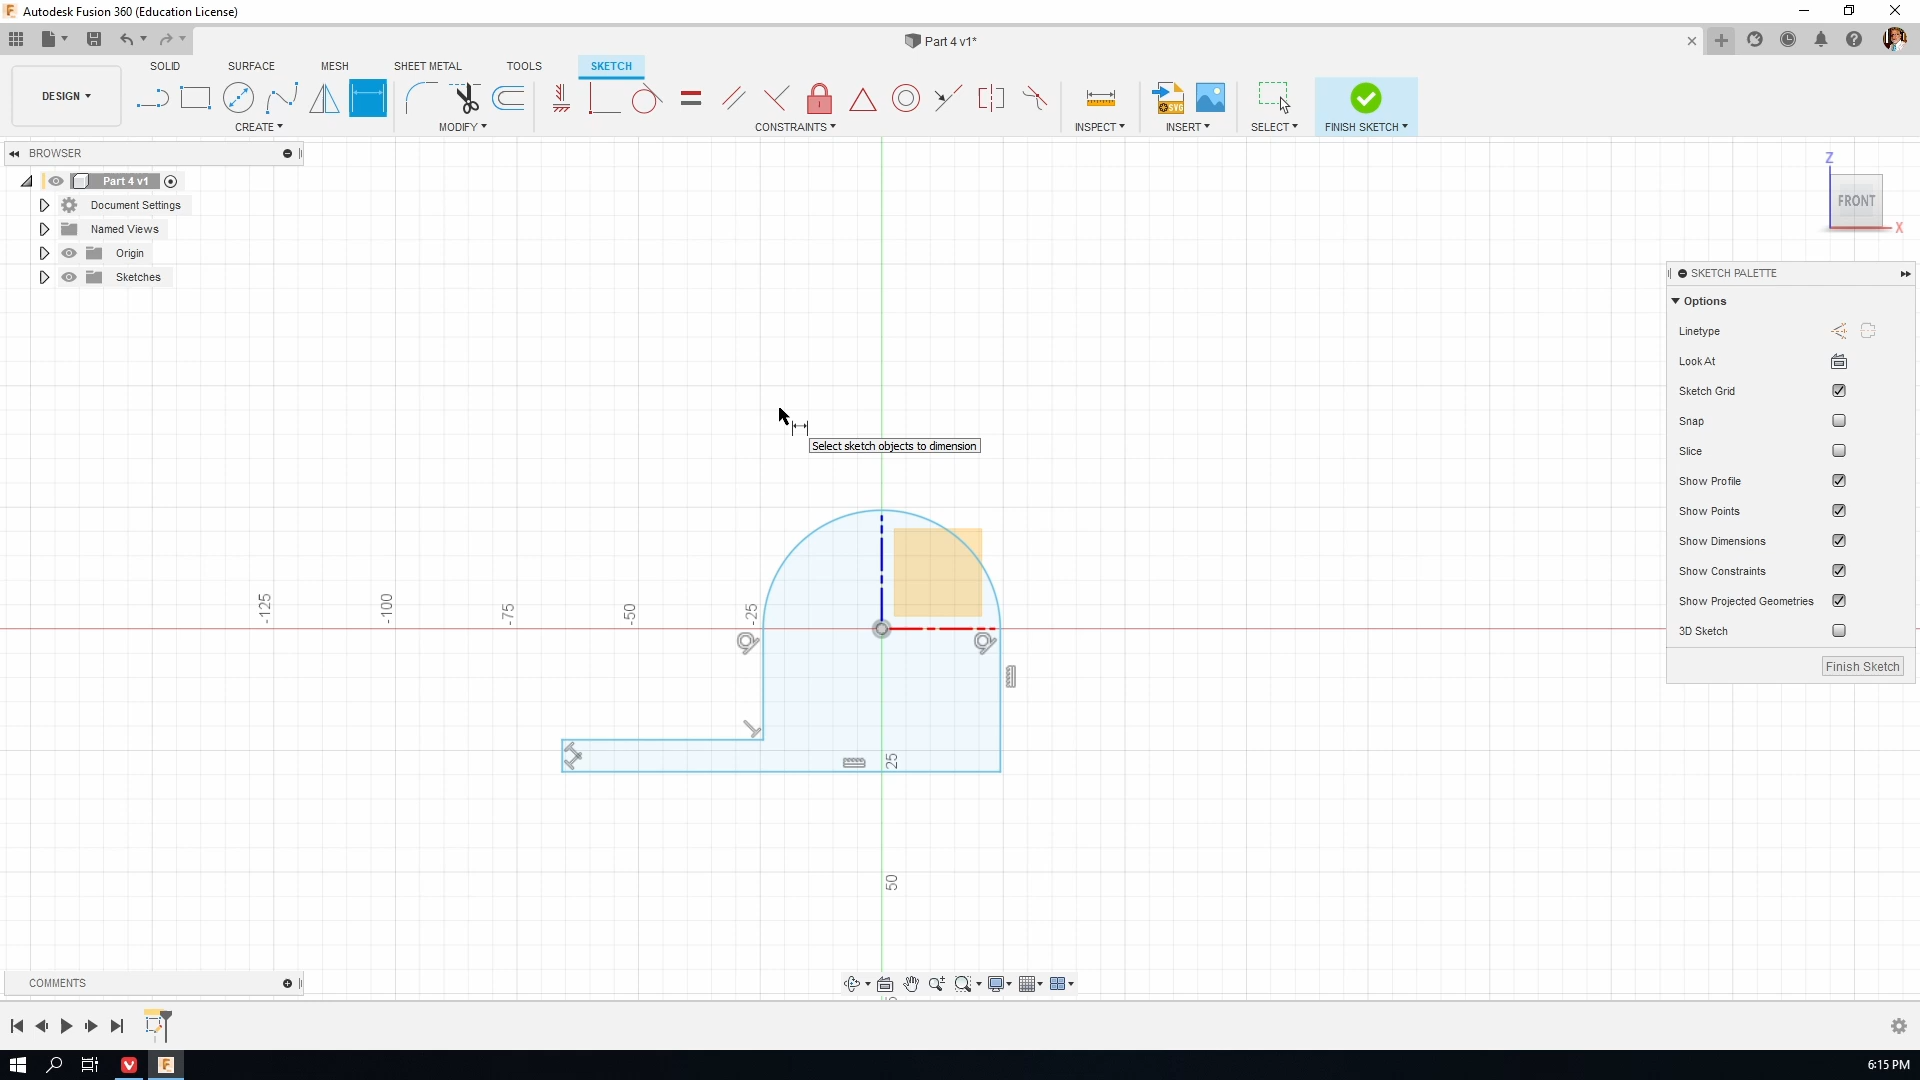 Autodesk Fusion 360 (Education License)
Part 4 v1*
SOLID SURFACE MESH SHEET METAL TOOLS SKETCH
DESIGN
SVG
CREATE MODIFY CONSTRAINTS INSPECT INSERT SELECT FINISH SKETCH
BROWSER
Part 4 v1
Document Settings
Named Views
Origin
Sketches
Z
FRONT
X
SKETCH PALETTE
Options
Linetype
Look At
Sketch Grid
Snap
Slice
Show Profile
Show Points
Show Dimensions
Show Constraints
Show Projected Geometries
3D Sketch
Finish Sketch
Select sketch objects to dimension
-125 -100 -75 -50 -25
25
50
COMMENTS
6:15 PM